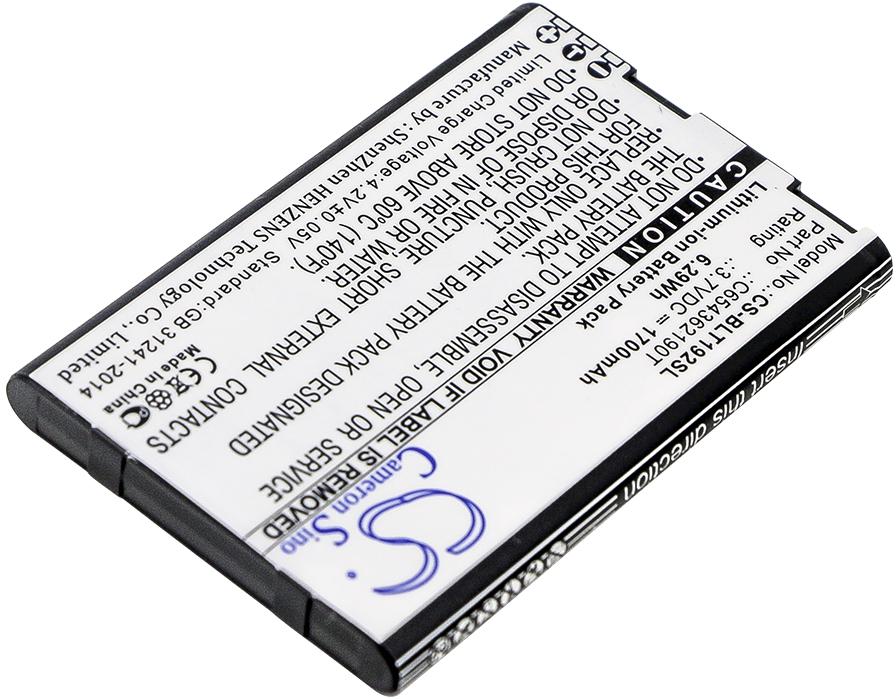 Model No.: CS-BLT192SL
Part No ....: C654362190T
Rating ....: 3.7VDC ⎓ 1700mAh
6.29Wh
Lithium-Ion Battery Pack
CAUTION WARRANTY VOID IF LABEL IS REMOVED
•DO NOT ATTEMPT TO DISASSEMBLE, OPEN OR SERVICE
THE BATTERY PACK.
•REPLACE ONLY WITH THE BATTERY PACK DESIGNATED
FOR THIS PRODUCT.
•DO NOT CRUSH, PUNCTURE, SHORT EXTERNAL CONTACTS
OR DISPOSE OF IN FIRE OR WATER.
•DO NOT STORE ABOVE 60℃ (140℉).
Limited Charge Voltage:4.2V±0.05V Standard:GB 31241-2014
Manufacture by :ShenZhen HENZENS Technology Co., Limited
Made in China
CE
+ T -
CS
Cameron Sino
Insert this direction